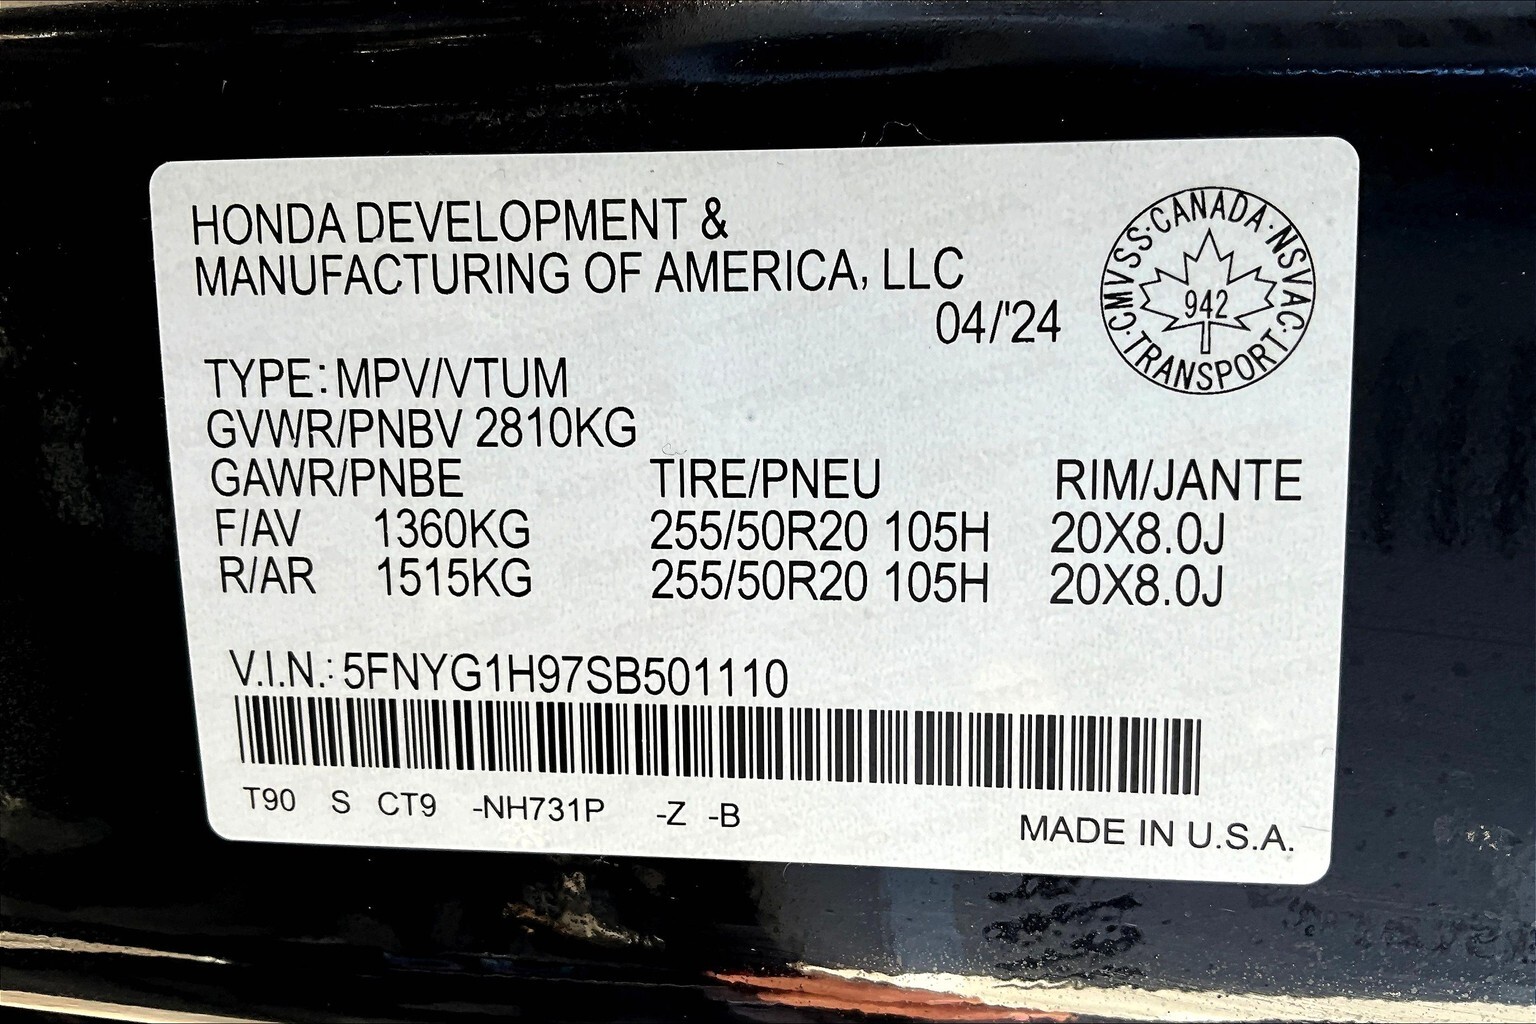 HONDA DEVELOPMENT &
MANUFACTURING OF AMERICA, LLC
04/'24
CMVSS·CANADA·NSVAC·TRANSPORT·
942
TYPE: MPV/VTUM
GVWR/PNBV 2810KG
GAWR/PNBE TIRE/PNEU RIM/JANTE
F/AV 1360KG 255/50R20 105H 20X8.0J
R/AR 1515KG 255/50R20 105H 20X8.0J
V.I.N.: 5FNYG1H97SB501110
T90 S CT9 -NH731P -Z -B
MADE IN U.S.A.